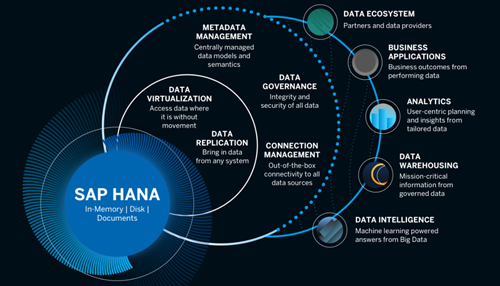 METADATA
MANAGEMENT
Centrally managed
data models and
semantics
DATA
VIRTUALIZATION
Access data where
it is without
movement
DATA
REPLICATION
Bring in data
from any system
DATA
GOVERNANCE
Integrity and
security of all data
CONNECTION
MANAGEMENT
Out-of-the-box
connectivity to all
data sources
SAP HANA
In-Memory | Disk |
Documents
DATA ECOSYSTEM
Partners and data providers
BUSINESS
APPLICATIONS
Business outcomes from
performing data
ANALYTICS
User-centric planning
and insights from
tailored data
DATA
WAREHOUSING
Mission-critical
information from
governed data
DATA INTELLIGENCE
Machine learning powered
answers from Big Data